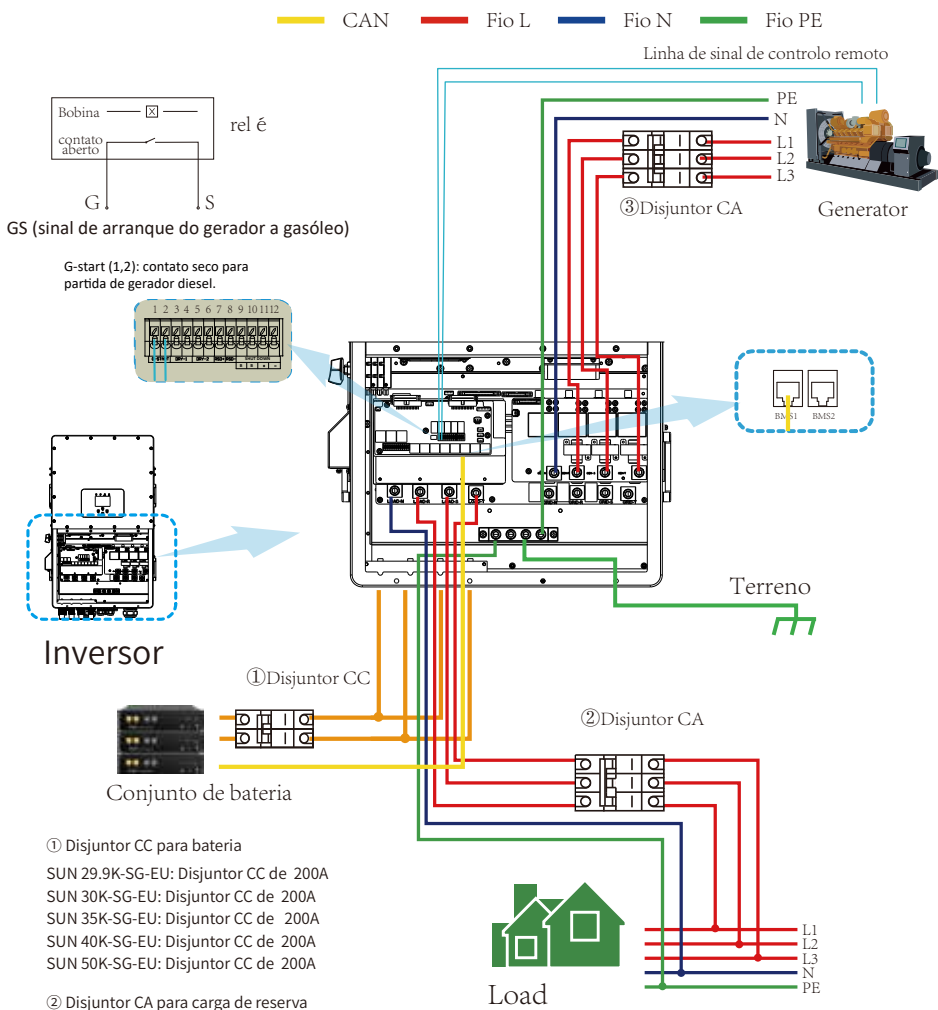 CAN Fio L Fio N Fio PE
Linha de sinal de controlo remoto
Bobina
contato
aberto
rel é
G S
GS (sinal de arranque do gerador a gasóleo)
PE
N
L1
L2
L3
③Disjuntor CA
Generator
G-start (1,2): contato seco para
partida de gerador diesel.
1 2 3 4 5 6 7 8 9 10 11 12
BMS1 BMS2
Inversor
Terreno
①Disjuntor CC
②Disjuntor CA
Conjunto de bateria
① Disjuntor CC para bateria
SUN 29.9K-SG-EU: Disjuntor CC de 200A
SUN 30K-SG-EU: Disjuntor CC de 200A
SUN 35K-SG-EU: Disjuntor CC de 200A
SUN 40K-SG-EU: Disjuntor CC de 200A
SUN 50K-SG-EU: Disjuntor CC de 200A
② Disjuntor CA para carga de reserva
Load
L1
L2
L3
N
PE